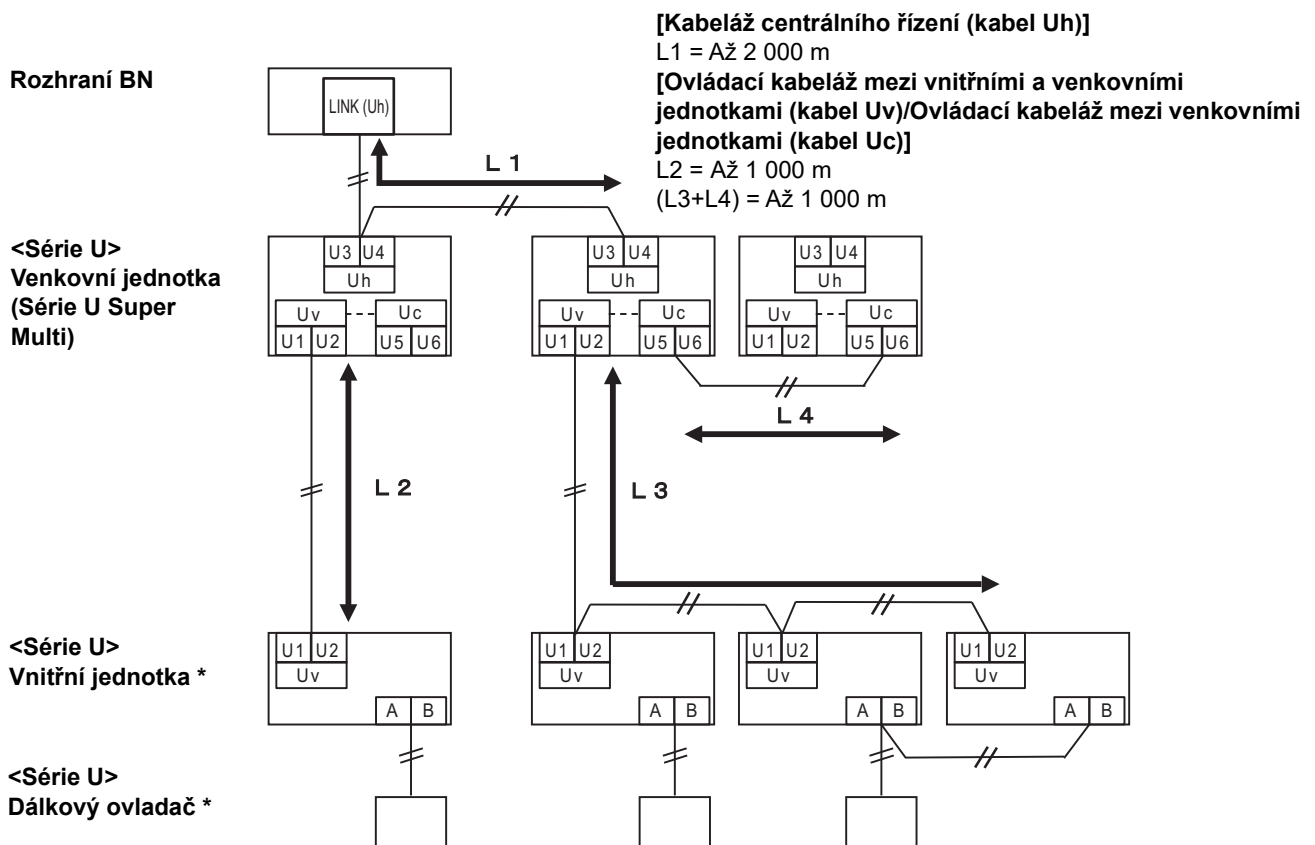 [Kabeláž centrálního řízení (kabel Uh)]
L1 = Až 2 000 m
[Ovládací kabeláž mezi vnitřními a venkovními
jednotkami (kabel Uv)/Ovládací kabeláž mezi venkovními
jednotkami (kabel Uc)]
L2 = Až 1 000 m
(L3+L4) = Až 1 000 m
Rozhraní BN
LINK (Uh)
L 1
<Série U>
Venkovní jednotka
(Série U Super
Multi)
U3 U4
Uh
Uv Uc
U1 U2 U5 U6
U3 U4
Uh
Uv Uc
U1 U2 U5 U6
U3 U4
Uh
Uv Uc
U1 U2 U5 U6
L 4
L 2
L 3
<Série U>
Vnitřní jednotka *
U1 U2
Uv
A B
U1 U2
Uv
A B
U1 U2
Uv
A B
U1 U2
Uv
A B
<Série U>
Dálkový ovladač *